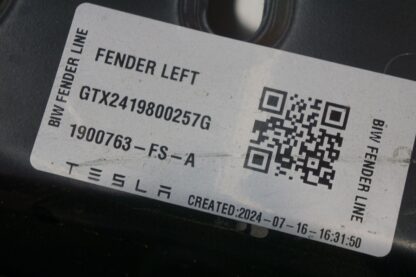 BIW FENDER LINE
FENDER LEFT
GTX2419800257G
1900763-FS-A
TESLA
CREATED:2024-07-16-16:31:50
BIW FENDER LINE